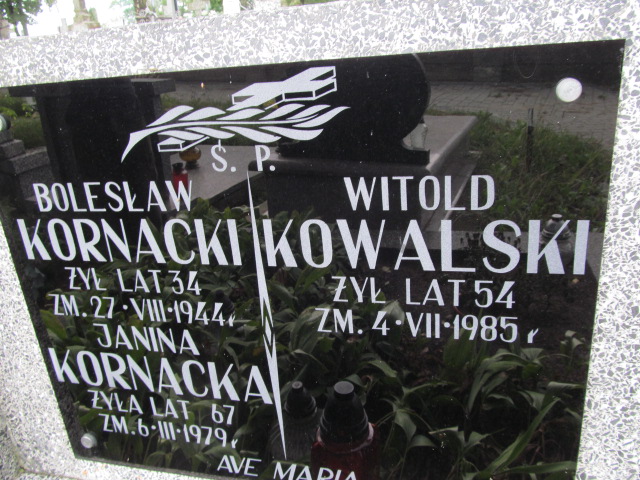 Ś. P.
BOLESŁAW
KORNACKI
ŻYŁ LAT 34
ZM. 27·VIII·1944 r
JANINA
KORNACKA
ŻYŁA LAT 67
ZM. 6·III·1979 r
WITOLD
KOWALSKI
ŻYŁ LAT 54
ZM. 4·VII·1985 r
AVE MARIA